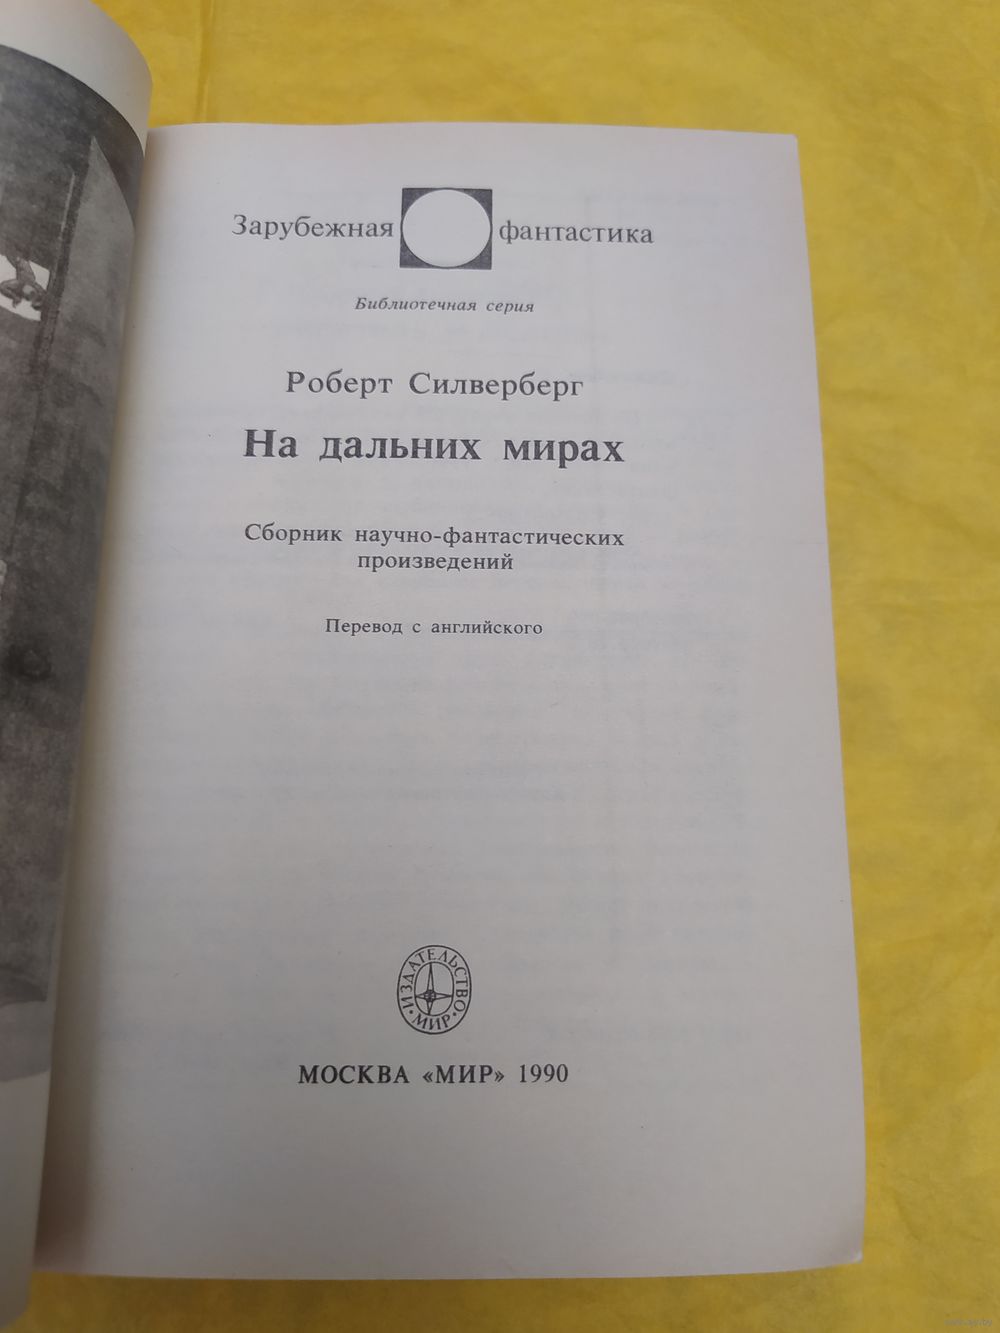 Зарубежная фантастика
Библиотечная серия
Роберт Силверберг
На дальних мирах
Сборник научно-фантастических
произведений
Перевод с английского
ИЗДАТЕЛЬСТВО
·МИР·
МОСКВА «МИР» 1990